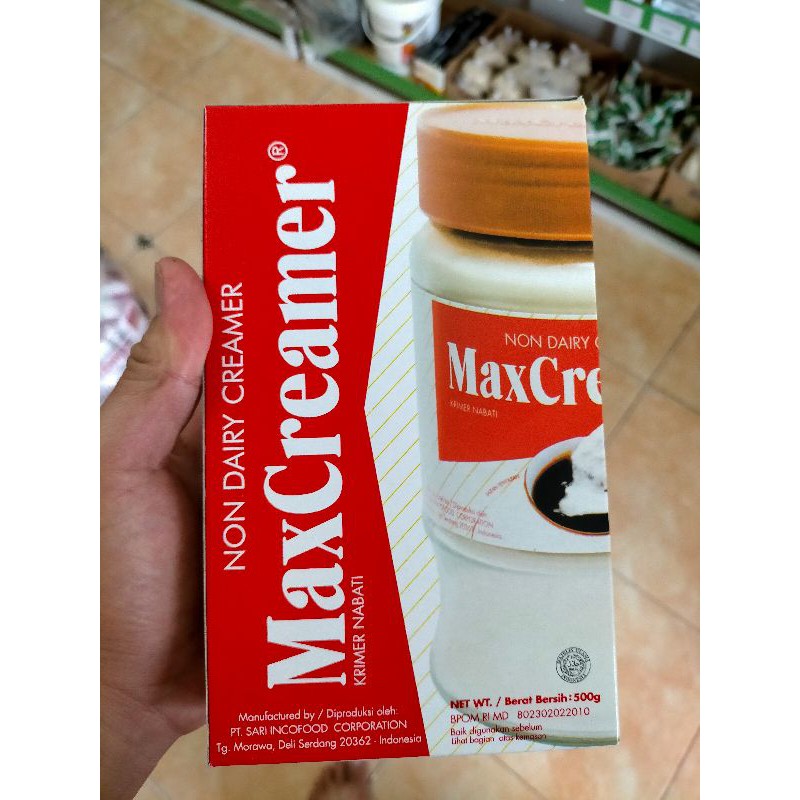 NON DAIRY CREAMER
MaxCreamer®
KRIMER NABATI
Manufactured by / Diproduksi oleh:
PT. SARI INCOFOOD CORPORATION
Tg. Morawa, Deli Serdang 20362 - Indonesia
NON DAIRY C
MaxCre
KRIMER NABATI
NET WT. / Berat Bersih: 500g
BPOM RI MD 802302022010
Baik digunakan sebelum
Lihat bagian atas kemasan